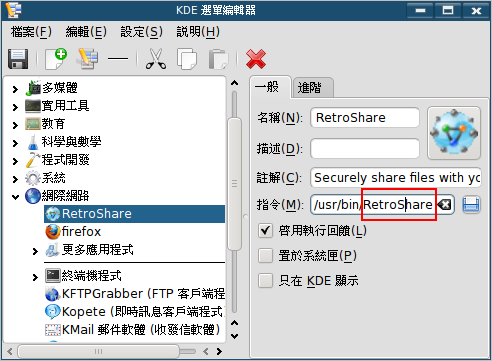 KDE 選單編輯器
檔案(F) 編輯(E) 設定(S) 說明(H)
多媒體
實用工具
教育
科學與數學
程式開發
系統
網際網路
RetroShare
firefox
更多應用程式
終端機程式
KFTPGrabber (FTP 客戶端程
Kopete (即時訊息客戶端程式
KMail 郵件軟體 (收發信軟體)
一般 進階
名稱(N): RetroShare
描述(D):
註解(C): Securely share files with yo
指令(M): /usr/bin/RetroShare
啓用執行回饋(L)
置於系統匣(P)
只在 KDE 顯示